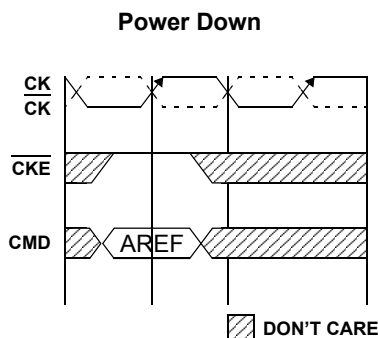 Power Down
CK
CK
CKE
CMD
AREF
DON'T CARE